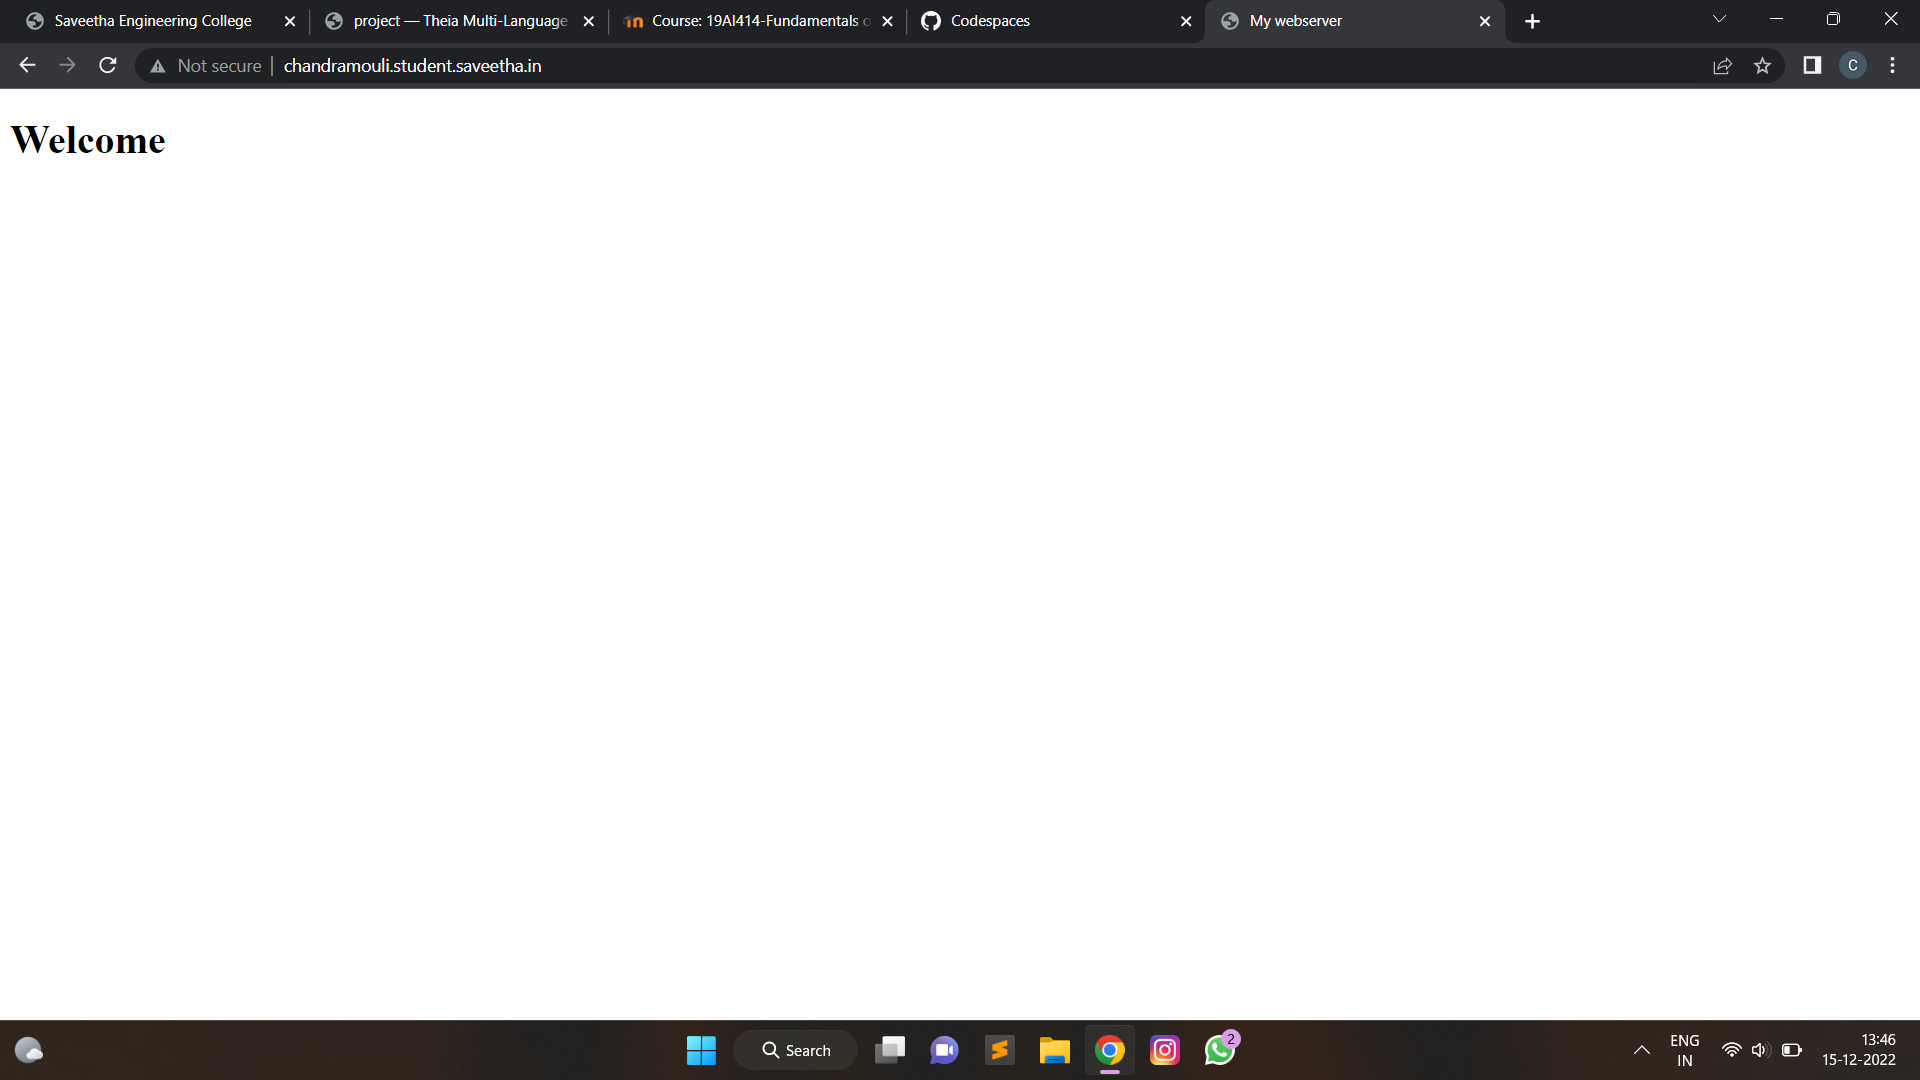 Saveetha Engineering College
project — Theia Multi-Language
Course: 19AI414-Fundamentals o
Codespaces
My webserver
Not secure
chandramouli.student.saveetha.in
C
Welcome
Search
2
ENG
IN
13:46
15-12-2022